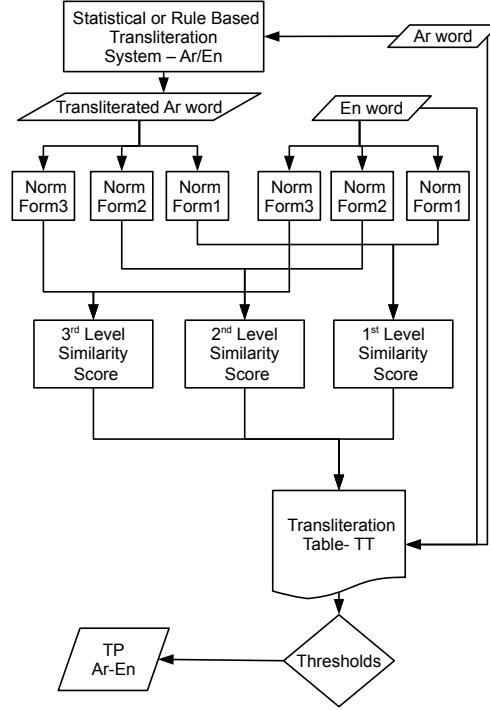 Statistical or Rule Based
Transliteration
System – Ar/En
Ar word
Transliterated Ar word
En word
Norm
Form3
Norm
Form2
Norm
Form1
Norm
Form3
Norm
Form2
Norm
Form1
3rd Level
Similarity
Score
2nd Level
Similarity
Score
1st Level
Similarity
Score
Transliteration
Table- TT
TP
Ar-En
Thresholds